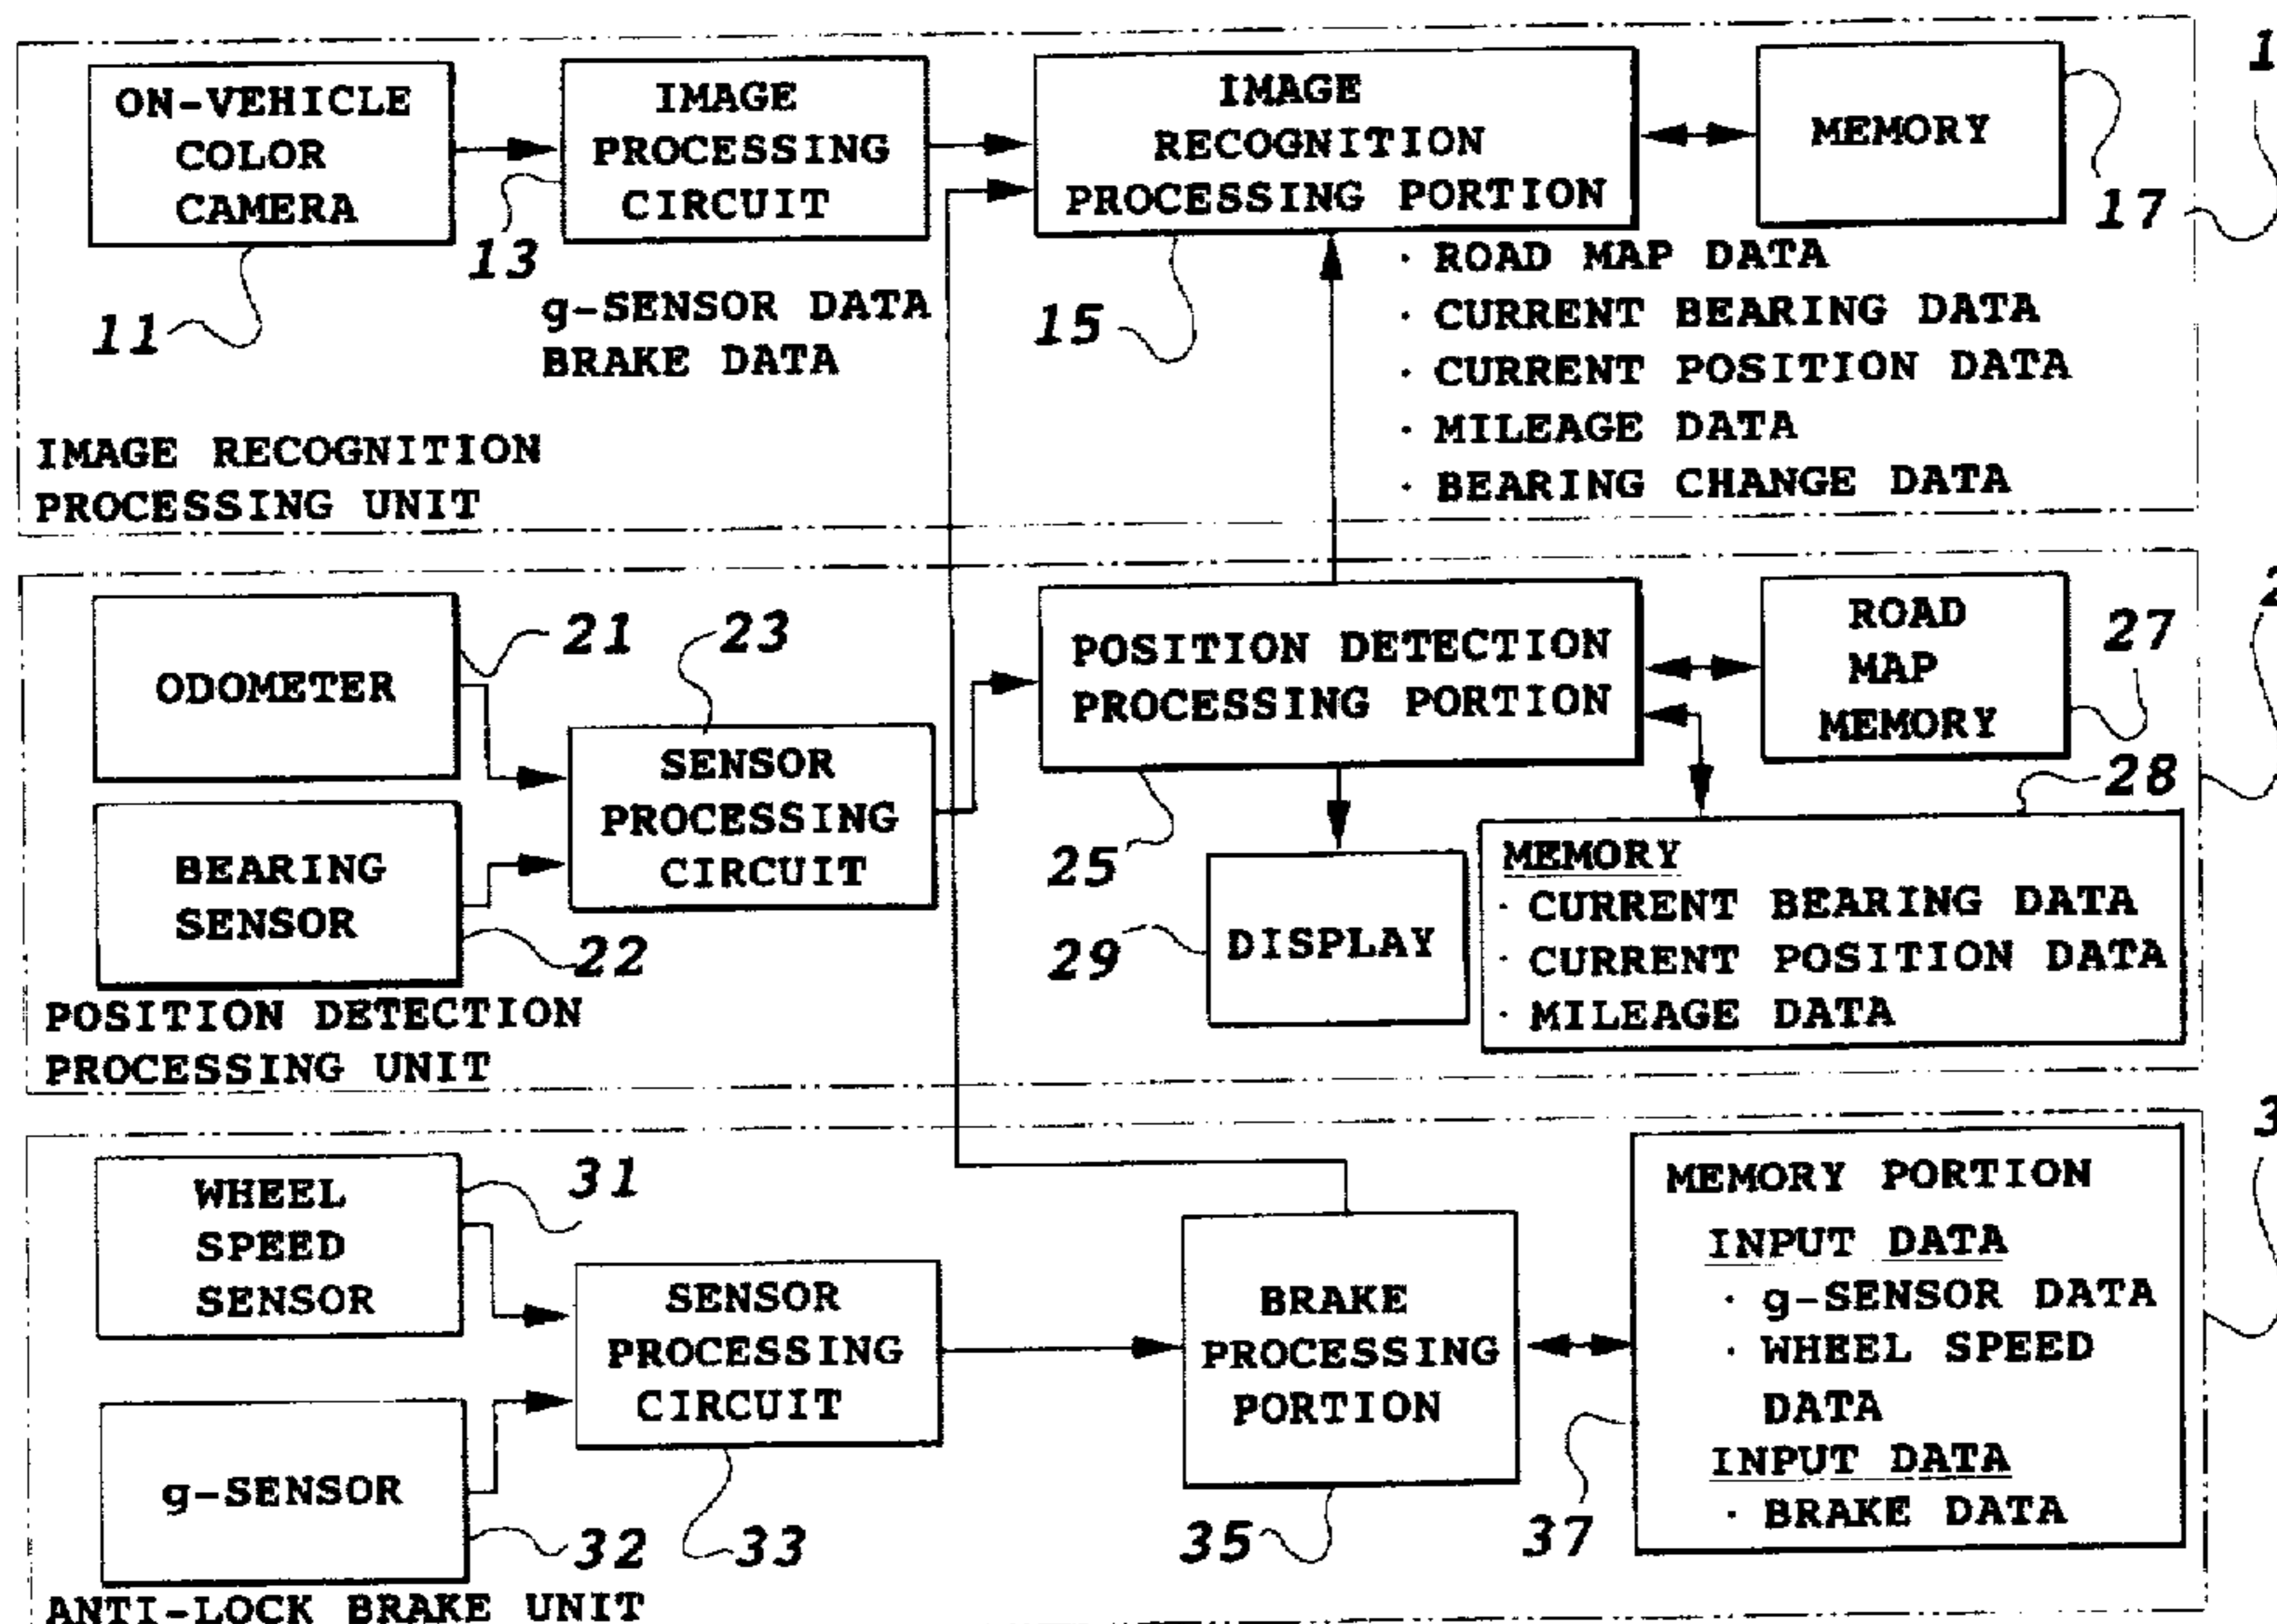 ON-VEHICLE
COLOR
CAMERA
11
IMAGE
PROCESSING
CIRCUIT
13
g-SENSOR DATA
BRAKE DATA
IMAGE
RECOGNITION
PROCESSING PORTION
15
MEMORY
17
1
· ROAD MAP DATA
· CURRENT BEARING DATA
· CURRENT POSITION DATA
· MILEAGE DATA
· BEARING CHANGE DATA
IMAGE RECOGNITION
PROCESSING UNIT
ODOMETER
21
BEARING
SENSOR
22
SENSOR
PROCESSING
CIRCUIT
23
POSITION DETECTION
PROCESSING PORTION
25
ROAD
MAP
MEMORY
27
2
28
DISPLAY
29
MEMORY
· CURRENT BEARING DATA
· CURRENT POSITION DATA
· MILEAGE DATA
POSITION DETECTION
PROCESSING UNIT
WHEEL
SPEED
SENSOR
31
g-SENSOR
32
SENSOR
PROCESSING
CIRCUIT
33
BRAKE
PROCESSING
PORTION
35
MEMORY PORTION
INPUT DATA
· g-SENSOR DATA
· WHEEL SPEED
DATA
INPUT DATA
· BRAKE DATA
37
3
ANTI-LOCK BRAKE UNIT